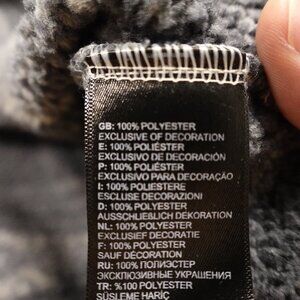 GB: 100% POLYESTER
EXCLUSIVE OF DECORATION
E: 100% POLIÉSTER
EXCLUSIVO DE DECORACIÓN
P: 100% POLIÉSTER
EXCLUSIVO PARA DECORAÇÃO
I: 100% POLIESTERE
ESCLUSE DECORAZIONI
D: 100% POLYESTER
AUSSCHLIEßLICH DEKORATION
NL: 100% POLYESTER
EXCLUSIEF DECORATIE
F: 100% POLYESTER
SAUF DÉCORATION
RU: 100% ПОЛИЭСТЕР
ЭКСКЛЮЗИВНЫЕ УКРАШЕНИЯ
TR: %100 POLYESTER
SÜSLEME HARİÇ